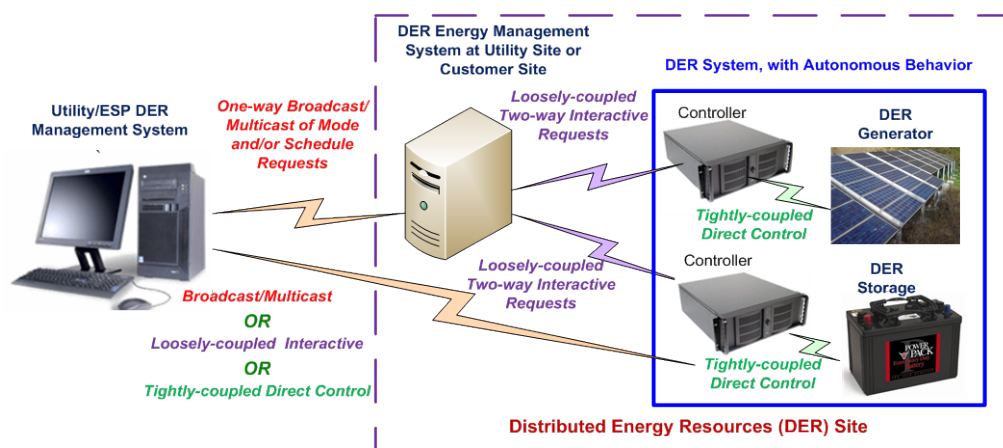 DER Energy Management
System at Utility Site or
Customer Site
DER System, with Autonomous Behavior
Utility/ESP DER
Management System
One-way Broadcast/
Multicast of Mode
and/or Schedule
Requests
Loosely-coupled
Two-way Interactive
Requests
Controller
DER
Generator
Tightly-coupled
Direct Control
Loosely-coupled
Two-way Interactive
Requests
Controller
DER
Storage
Broadcast/Multicast
OR
Loosely-coupled Interactive
OR
Tightly-coupled Direct Control
POWER
PACK
Battery
Tightly-coupled
Direct Control
Distributed Energy Resources (DER) Site